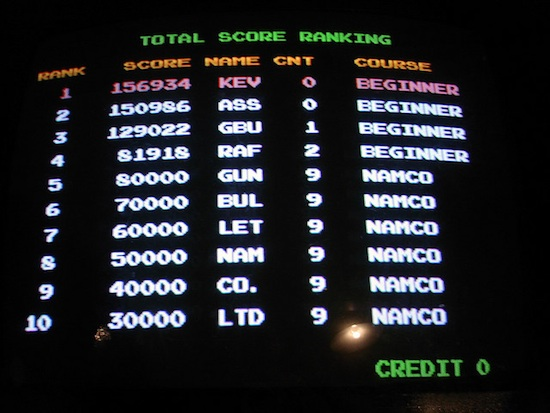 TOTAL SCORE RANKING
RANK SCORE NAME CNT COURSE
1 156934 KEV 0 BEGINNER
2 150986 ASS 0 BEGINNER
3 129022 GBU 1 BEGINNER
4 81918 RAF 2 BEGINNER
5 80000 GUN 9 NAMCO
6 70000 BUL 9 NAMCO
7 60000 LET 9 NAMCO
8 50000 NAM 9 NAMCO
9 40000 CO. 9 NAMCO
10 30000 LTD 9 NAMCO
CREDIT 0